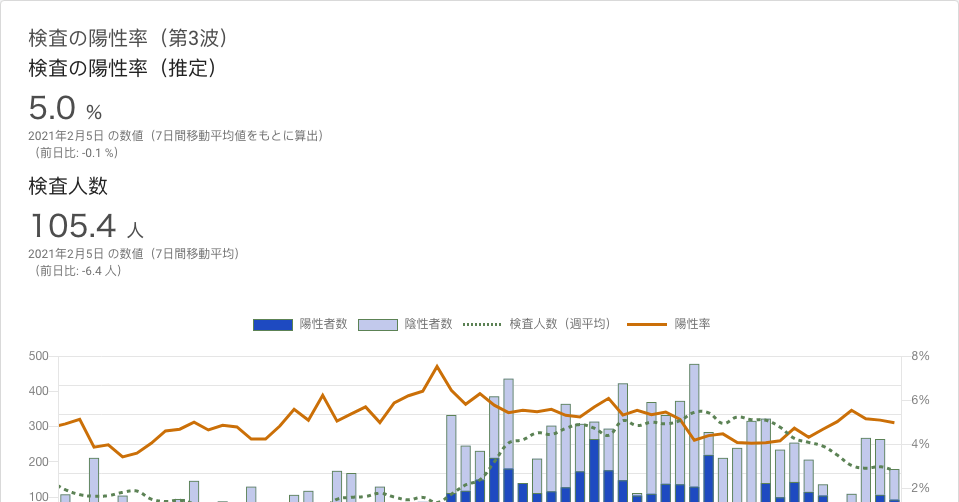 検査の陽性率（第3波）
検査の陽性率（推定）
5.0 %
2021年2月5日 の数値（7日間移動平均値をもとに算出）
（前日比: -0.1 %）
検査人数
105.4 人
2021年2月5日 の数値（7日間移動平均）
（前日比: -6.4 人）
陽性者数 陰性者数 検査人数（週平均） 陽性率
500 8%
400
6%
300
4%
200
2%
100